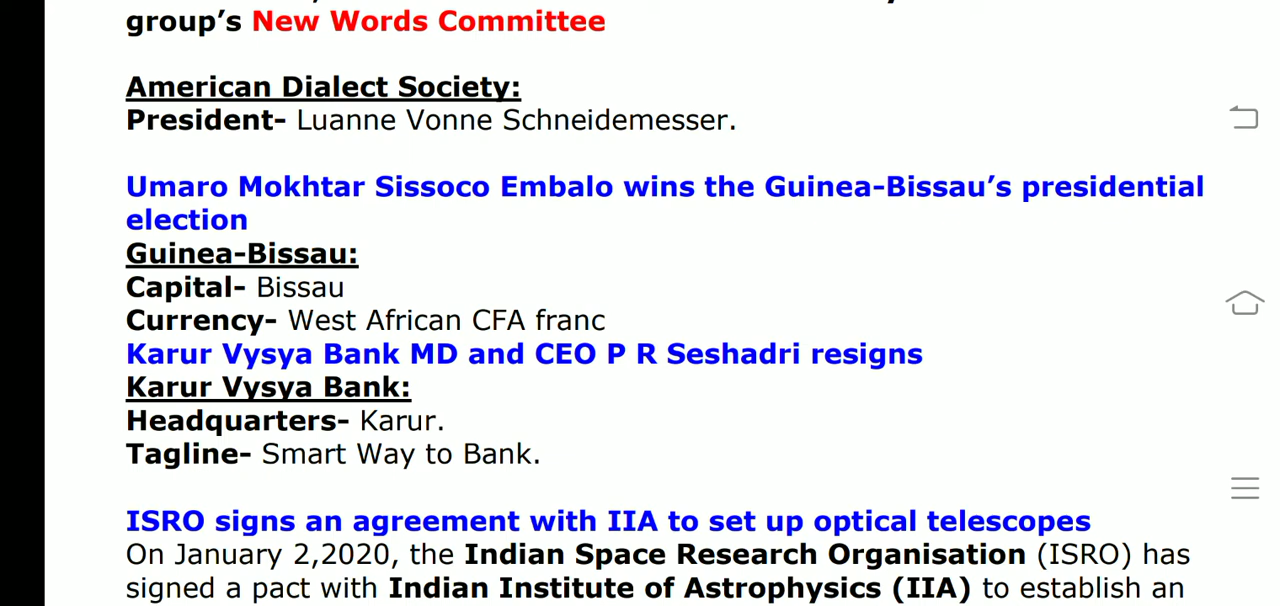 group’s New Words Committee
American Dialect Society:
President- Luanne Vonne Schneidemesser.
Umaro Mokhtar Sissoco Embalo wins the Guinea-Bissau’s presidential
election
Guinea-Bissau:
Capital- Bissau
Currency- West African CFA franc
Karur Vysya Bank MD and CEO P R Seshadri resigns
Karur Vysya Bank:
Headquarters- Karur.
Tagline- Smart Way to Bank.
ISRO signs an agreement with IIA to set up optical telescopes
On January 2,2020, the Indian Space Research Organisation (ISRO) has
signed a pact with Indian Institute of Astrophysics (IIA) to establish an